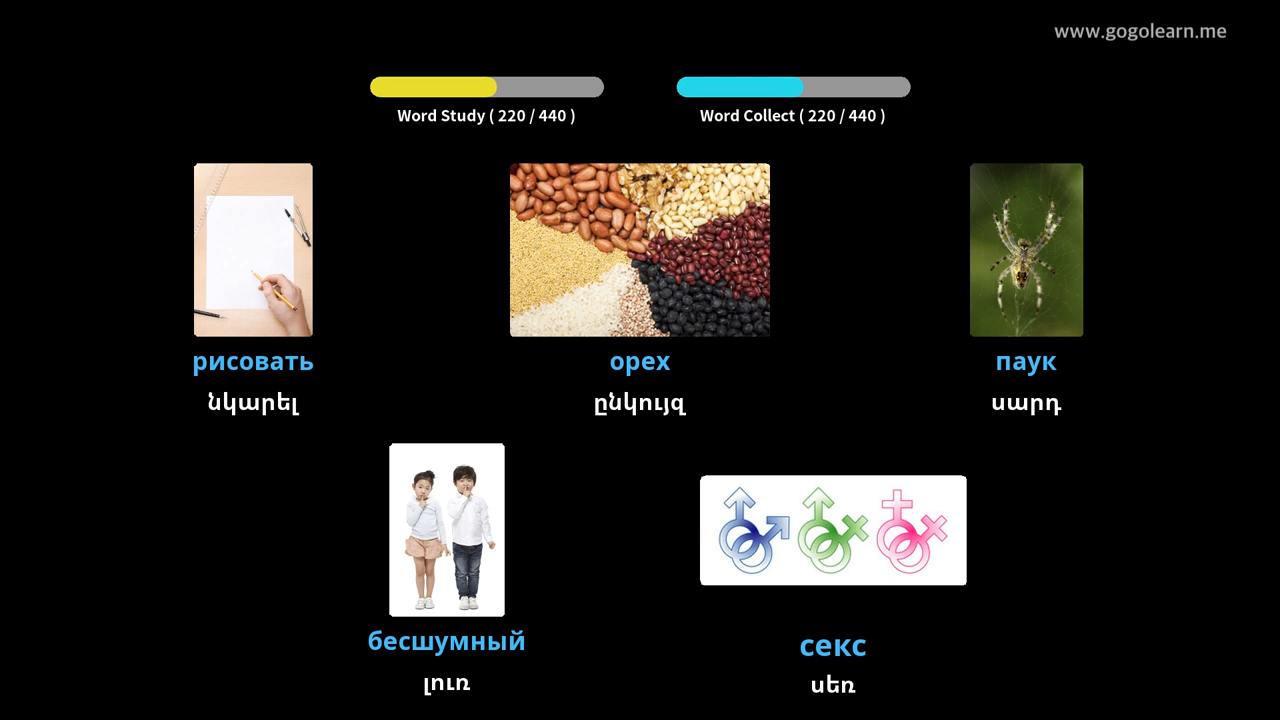 www.gogolearn.me
Word Study ( 220 / 440 )
Word Collect ( 220 / 440 )
рисовать
նկարել
орех
ընկույզ
паук
սարդ
бесшумный
լուռ
секс
սեռ